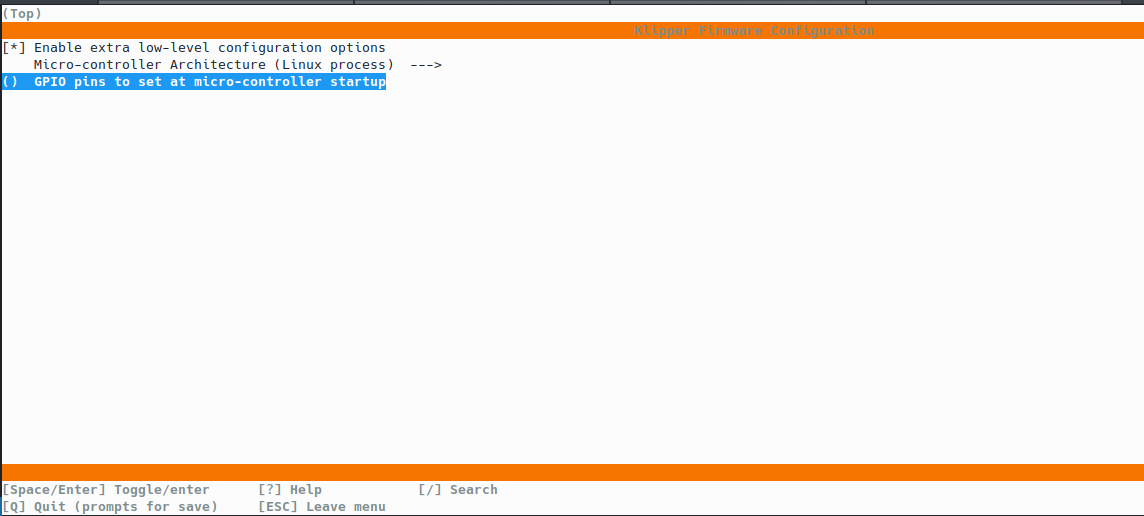 (Top)
Klipper Firmware Configuration
[*] Enable extra low-level configuration options
    Micro-controller Architecture (Linux process)  --->
()  GPIO pins to set at micro-controller startup
[Space/Enter] Toggle/enter      [?] Help            [/] Search
[Q] Quit (prompts for save)     [ESC] Leave menu